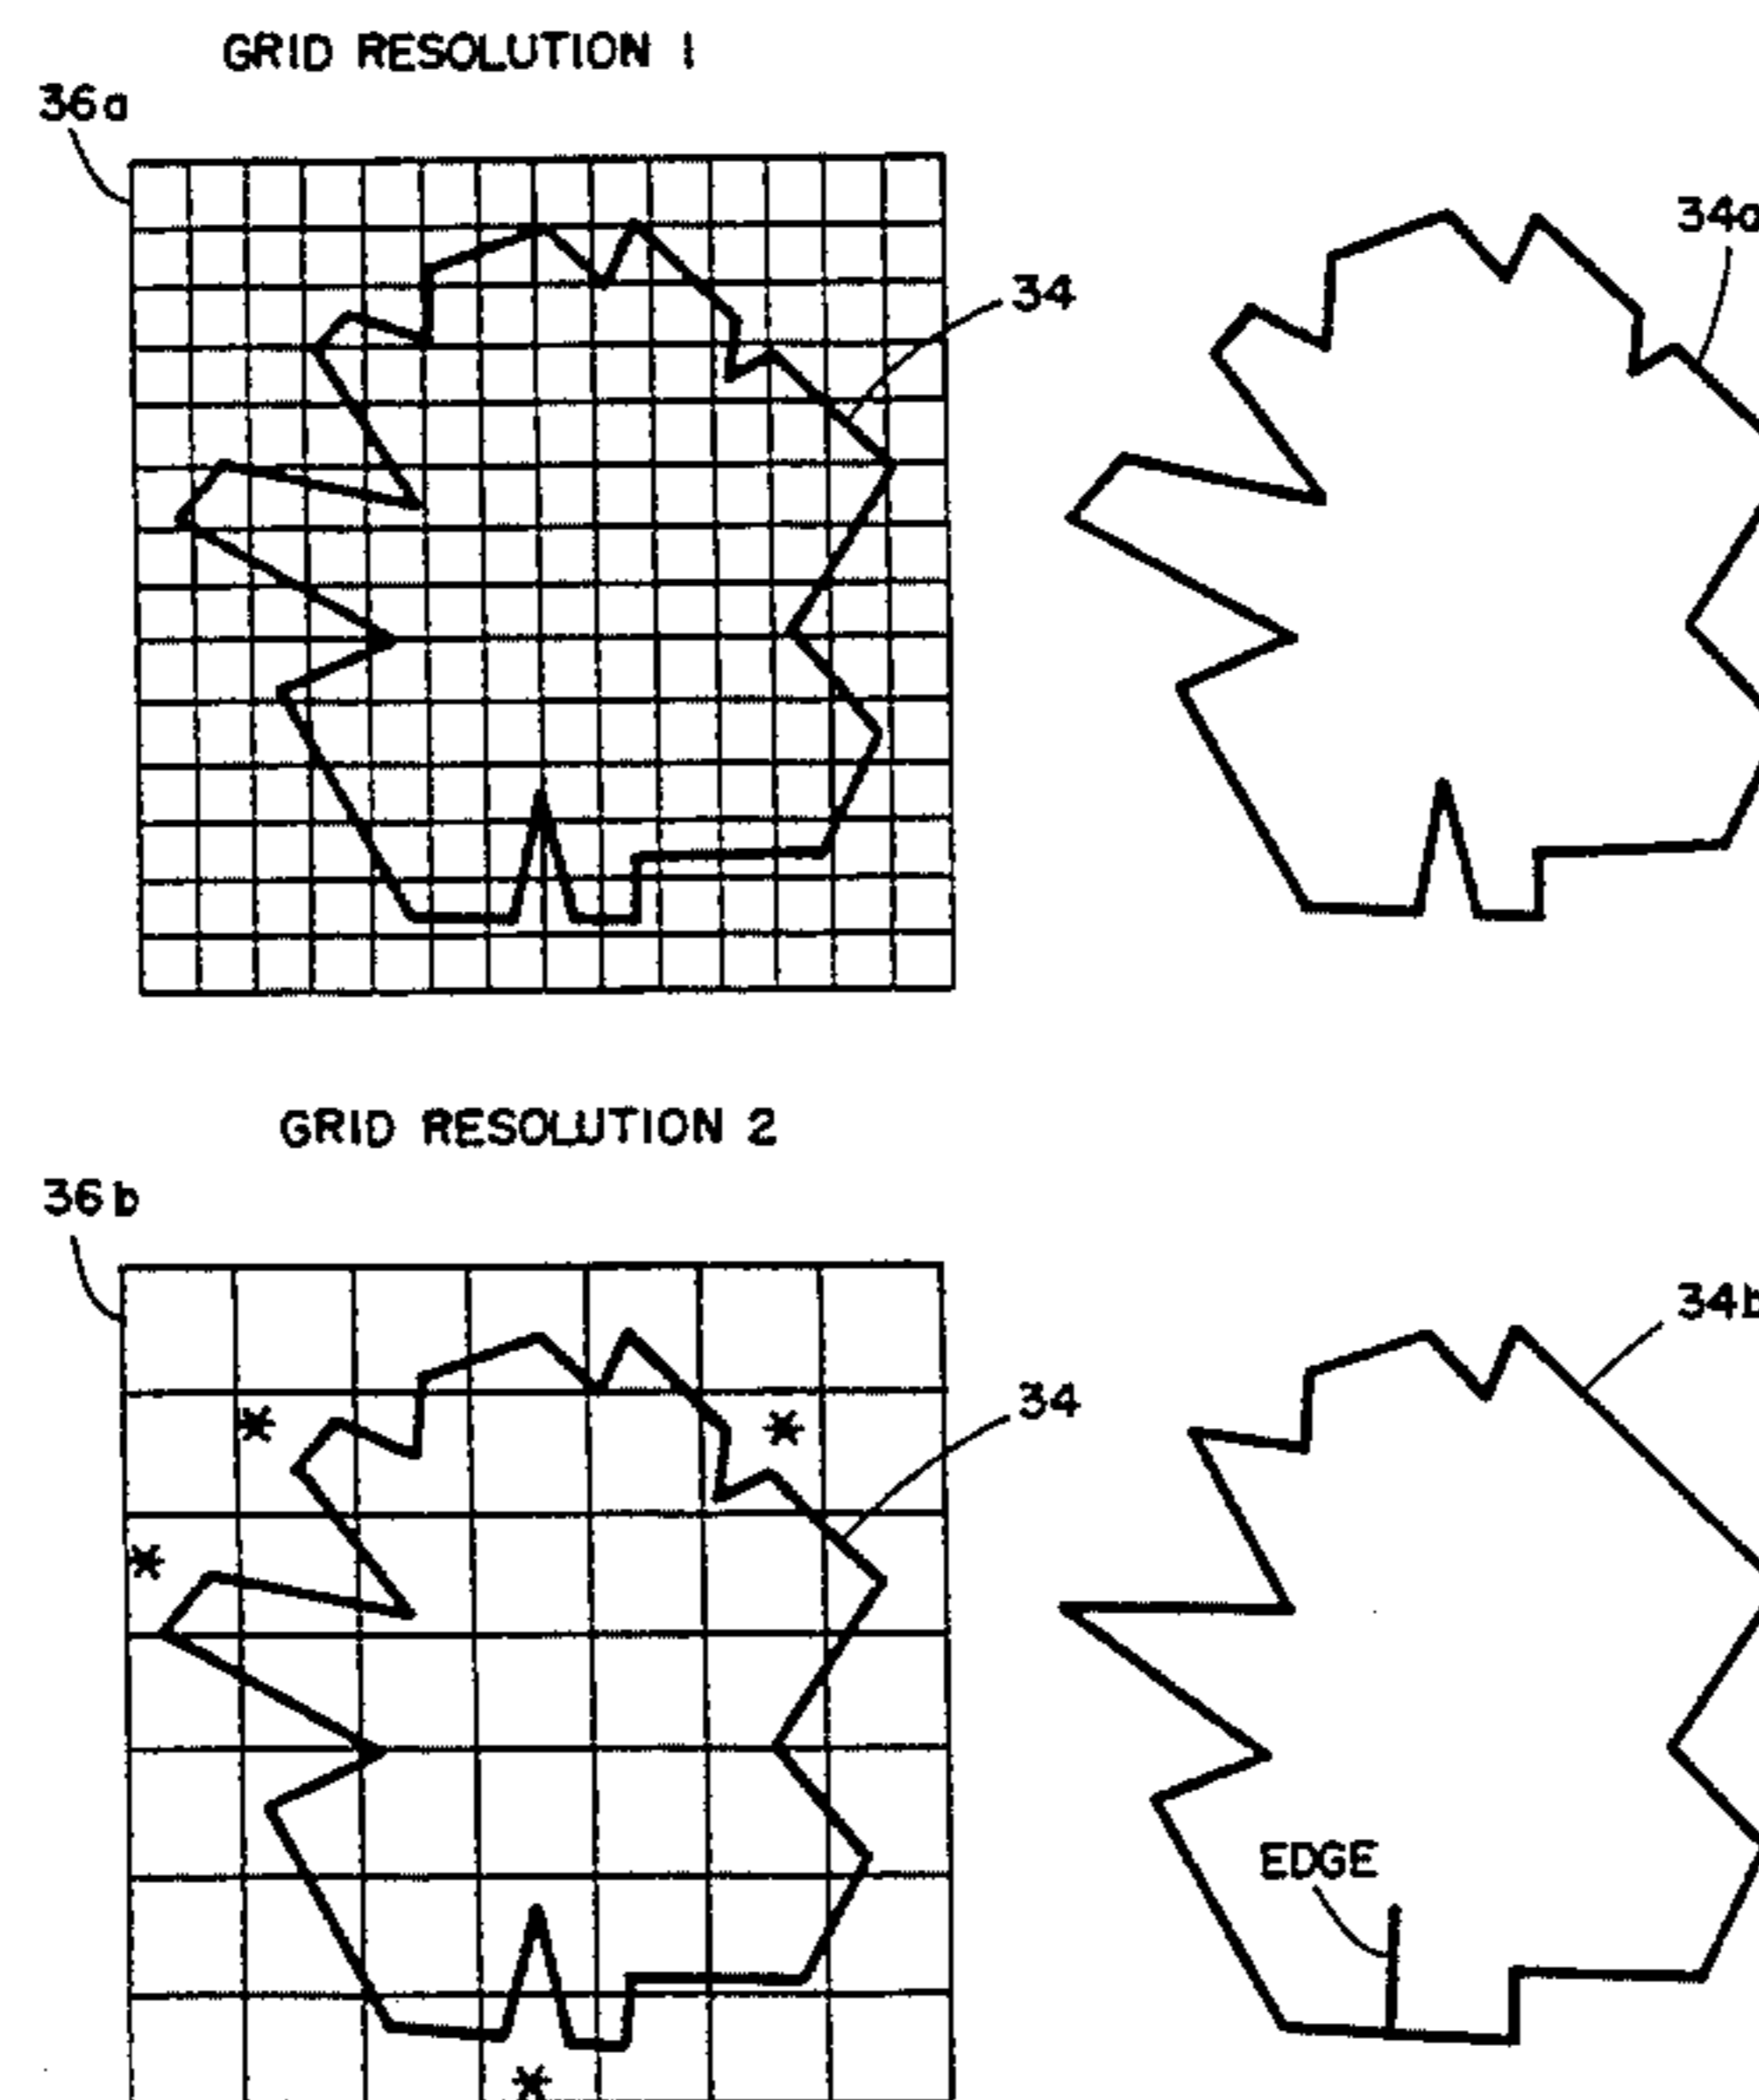 GRID RESOLUTION 1
36a
34a
34
GRID RESOLUTION 2
36b
34b
*
*
34
*
EDGE
*